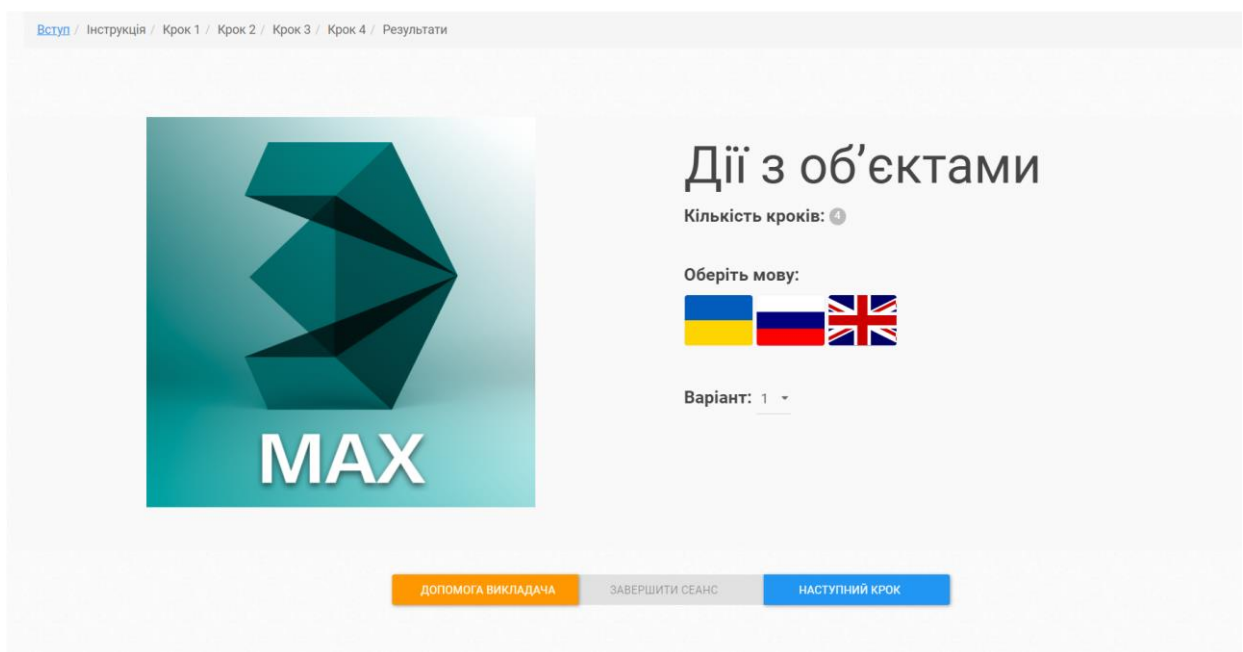 Вступ / Інструкція / Крок 1 / Крок 2 / Крок 3 / Крок 4 / Результати
MAX
Дії з об’єктами
Кількість кроків: 4
Оберіть мову:
Варіант: 1
ДОПОМОГА ВИКЛАДАЧА ЗАВЕРШИТИ СЕАНС НАСТУПНИЙ КРОК